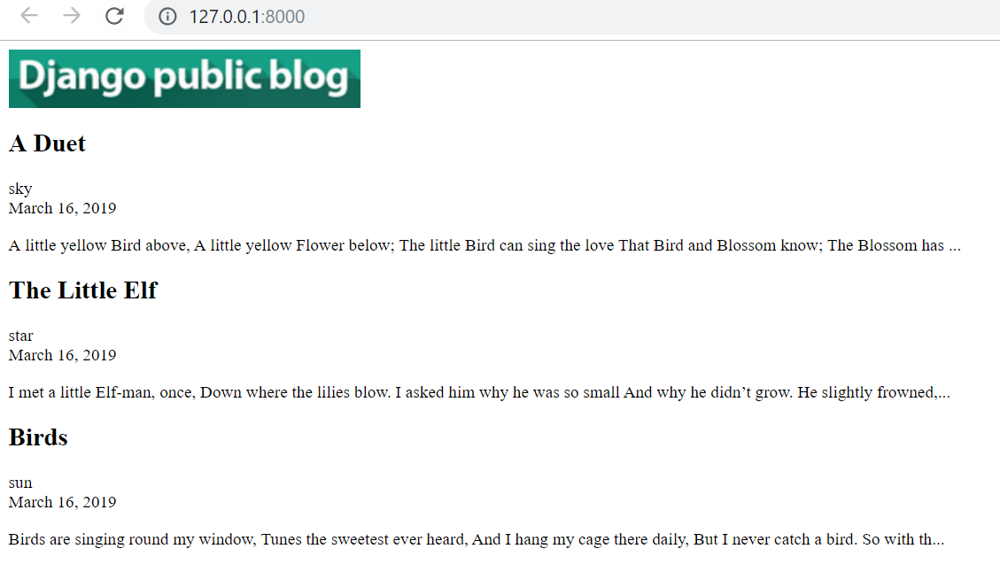 127.0.0.1:8000
Django public blog
A Duet
sky
March 16, 2019
A little yellow Bird above, A little yellow Flower below; The little Bird can sing the love That Bird and Blossom know; The Blossom has ...
The Little Elf
star
March 16, 2019
I met a little Elf-man, once, Down where the lilies blow. I asked him why he was so small And why he didn’t grow. He slightly frowned,...
Birds
sun
March 16, 2019
Birds are singing round my window, Tunes the sweetest ever heard, And I hang my cage there daily, But I never catch a bird. So with th...